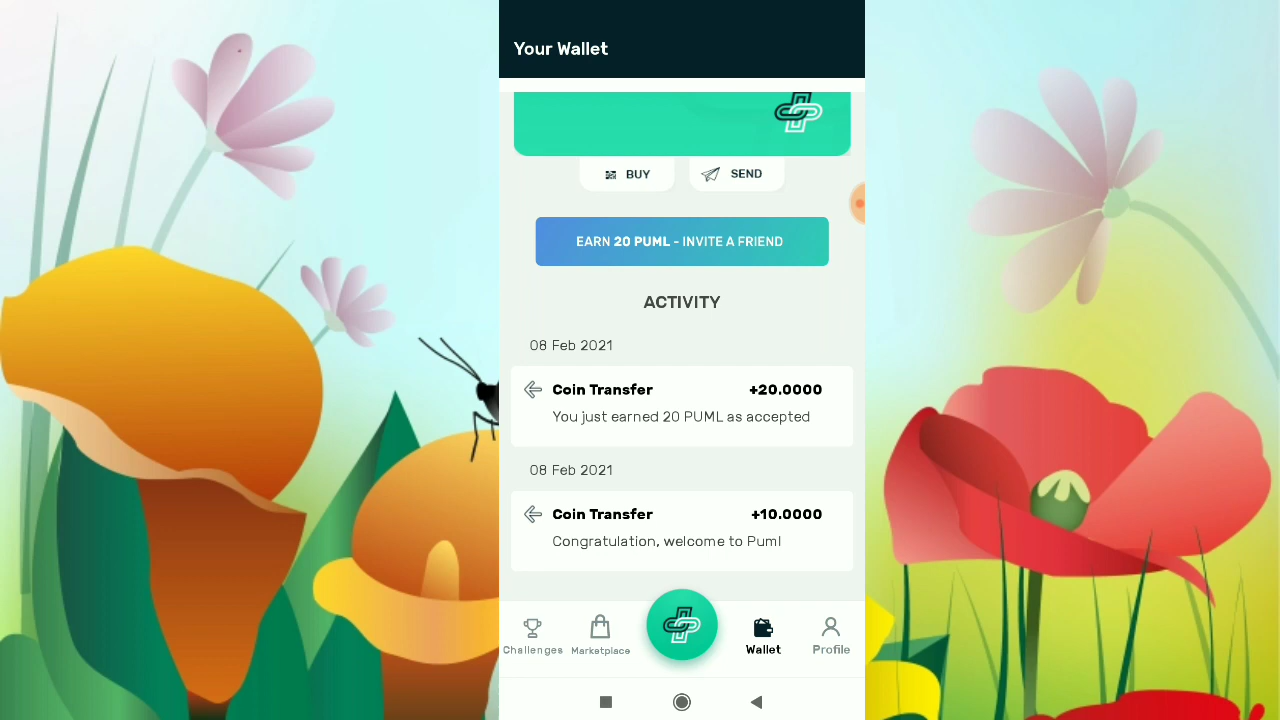 Your Wallet
BUY
SEND
EARN 20 PUML - INVITE A FRIEND
ACTIVITY
08 Feb 2021
Coin Transfer +20.0000
You just earned 20 PUML as accepted
08 Feb 2021
Coin Transfer +10.0000
Congratulation, welcome to Puml
Challenges
Marketplace
Wallet
Profile